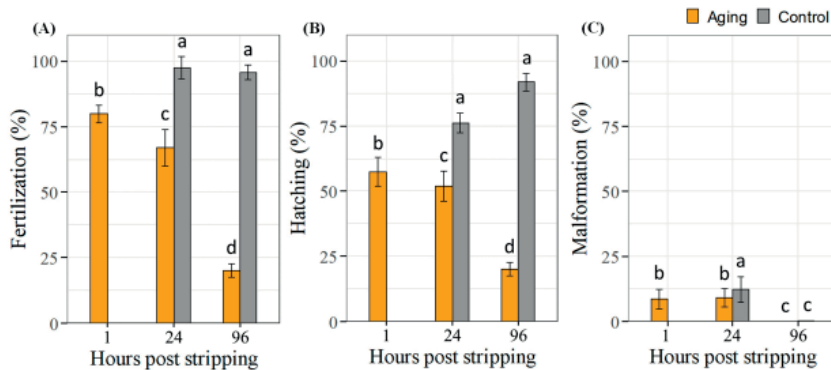 Aging Control
(A)
Fertilization (%)
100
75
50
25
0
b
c
a
d
a
1 24 96
Hours post stripping
(B)
Hatching (%)
100
75
50
25
0
b
c
a
d
a
1 24 96
Hours post stripping
(C)
Malformation (%)
100
75
50
25
0
b
b
a
c c
1 24 96
Hours post stripping